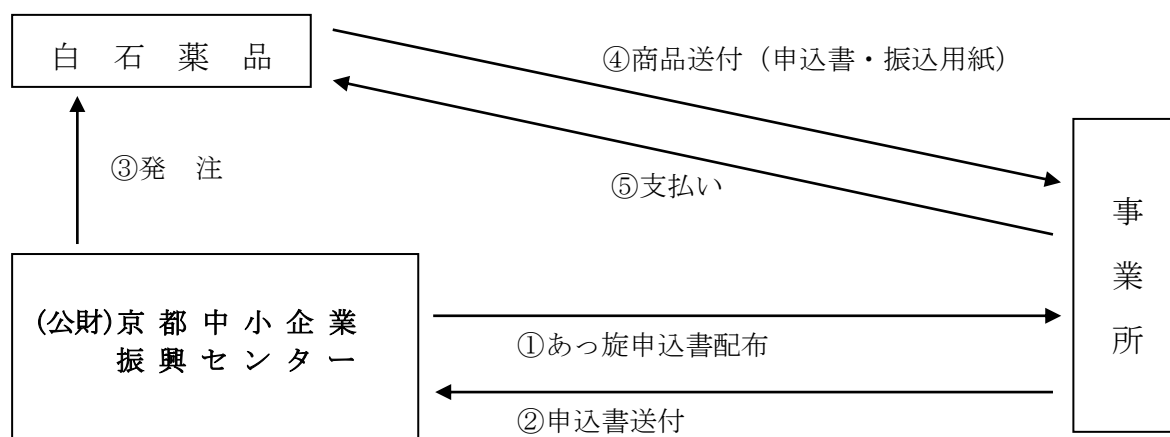 白 石 薬 品
④商品送付（申込書・振込用紙）
③発　注
⑤支払い
事
業
所
(公財)京 都 中 小 企 業
振 興 セ ン タ ー
①あっ旋申込書配布
②申込書送付